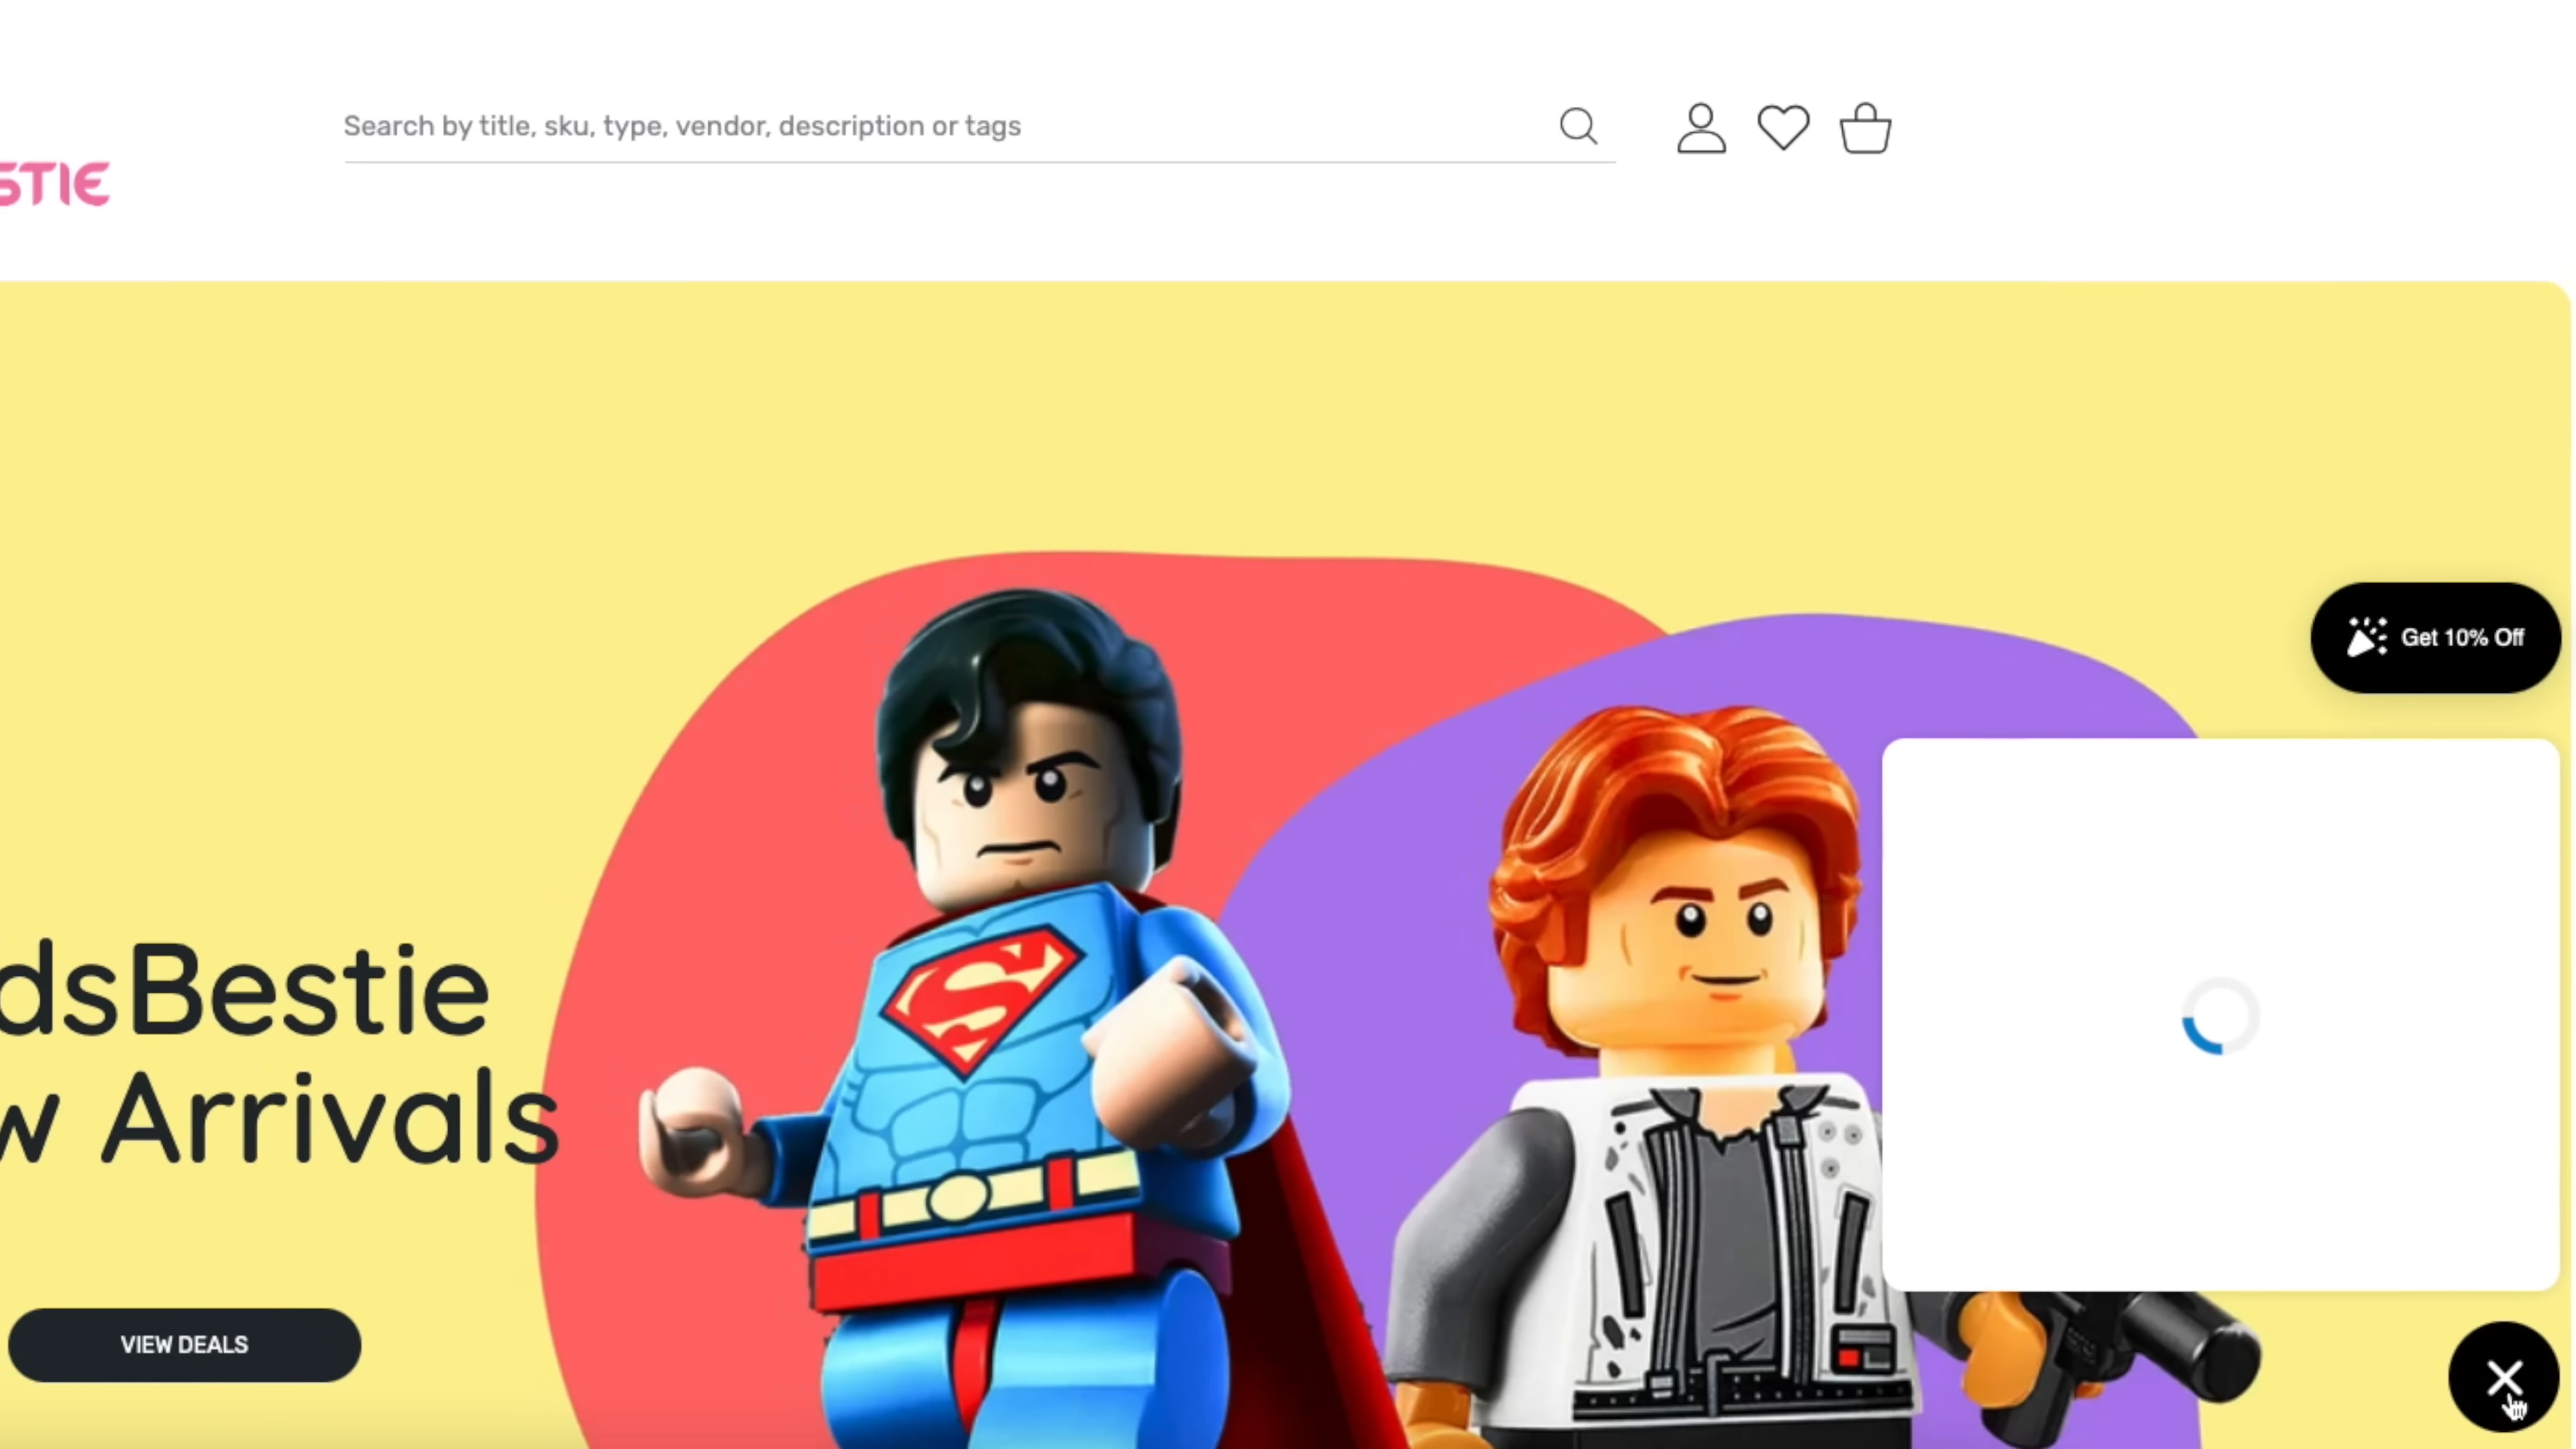 Search by title, sku, type, vendor, description or tags
STIE
Get 10% Off
dsBestie
w Arrivals
VIEW DEALS